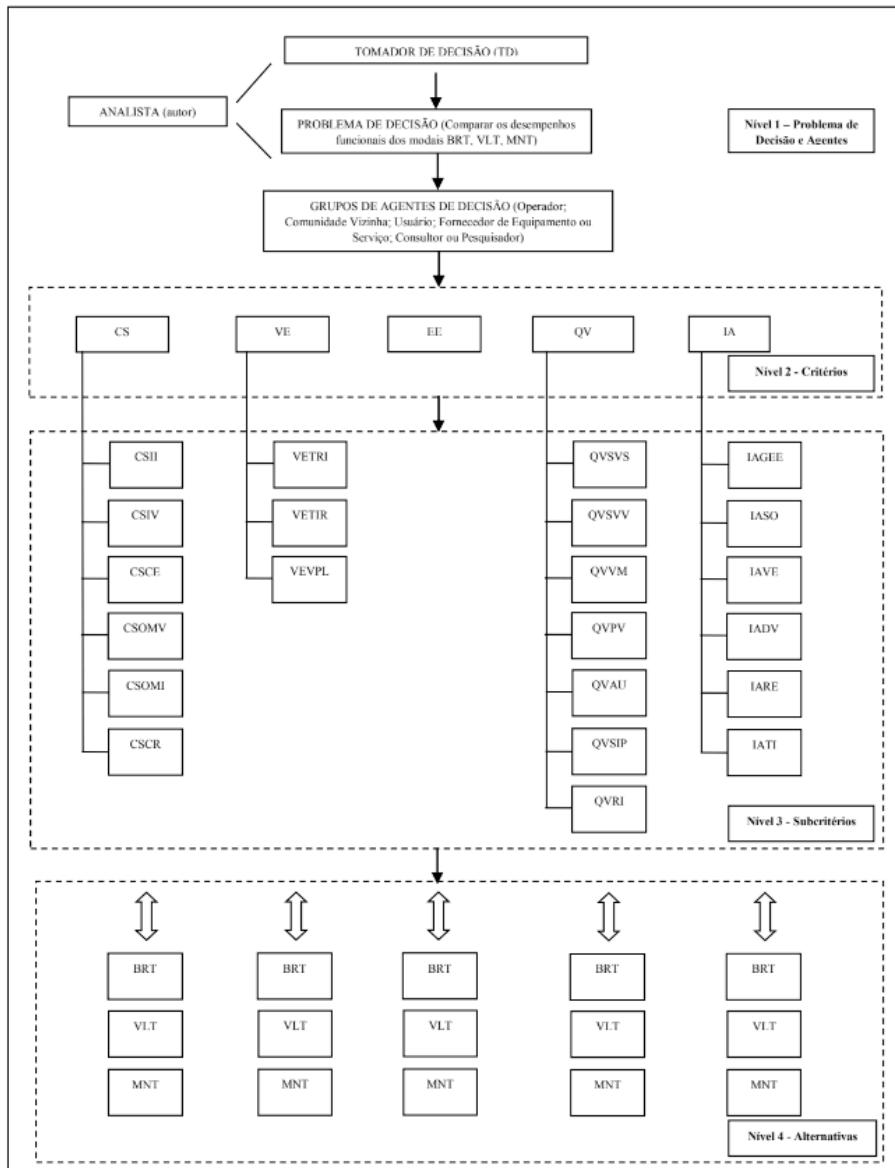 TOMADOR DE DECISÃO (TD)
ANALISTA (autor)
PROBLEMA DE DECISÃO (Comparar os desempenhos
funcionais dos modais BRT, VLT, MNT)
Nível 1 – Problema de
Decisão e Agentes
GRUPOS DE AGENTES DE DECISÃO (Operador;
Comunidade Vizinha; Usuário; Fornecedor de Equipamento ou
Serviço; Consultor ou Pesquisador)
CS
VE
EE
QV
IA
Nível 2 - Critérios
CSII
CSIV
CSCE
CSOMV
CSOMI
CSCR
VETRI
VETIR
VEVPL
QVSVS
QVSVV
QVVM
QVPV
QVAU
QVSIP
QVRI
IAGEE
IASO
IAVE
IADV
IARE
IATI
Nível 3 - Subcritérios
BRT
BRT
BRT
BRT
BRT
VLT
VLT
VLT
VLT
VLT
MNT
MNT
MNT
MNT
MNT
Nível 4 - Alternativas